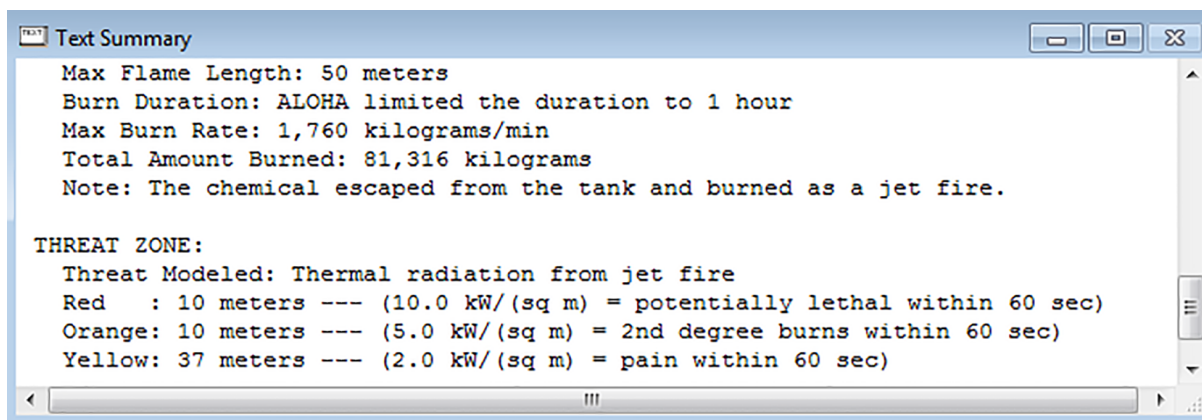 Text Summary
Max Flame Length: 50 meters
Burn Duration: ALOHA limited the duration to 1 hour
Max Burn Rate: 1,760 kilograms/min
Total Amount Burned: 81,316 kilograms
Note: The chemical escaped from the tank and burned as a jet fire.
THREAT ZONE:
Threat Modeled: Thermal radiation from jet fire
Red   : 10 meters --- (10.0 kW/(sq m) = potentially lethal within 60 sec)
Orange: 10 meters --- (5.0 kW/(sq m) = 2nd degree burns within 60 sec)
Yellow: 37 meters --- (2.0 kW/(sq m) = pain within 60 sec)